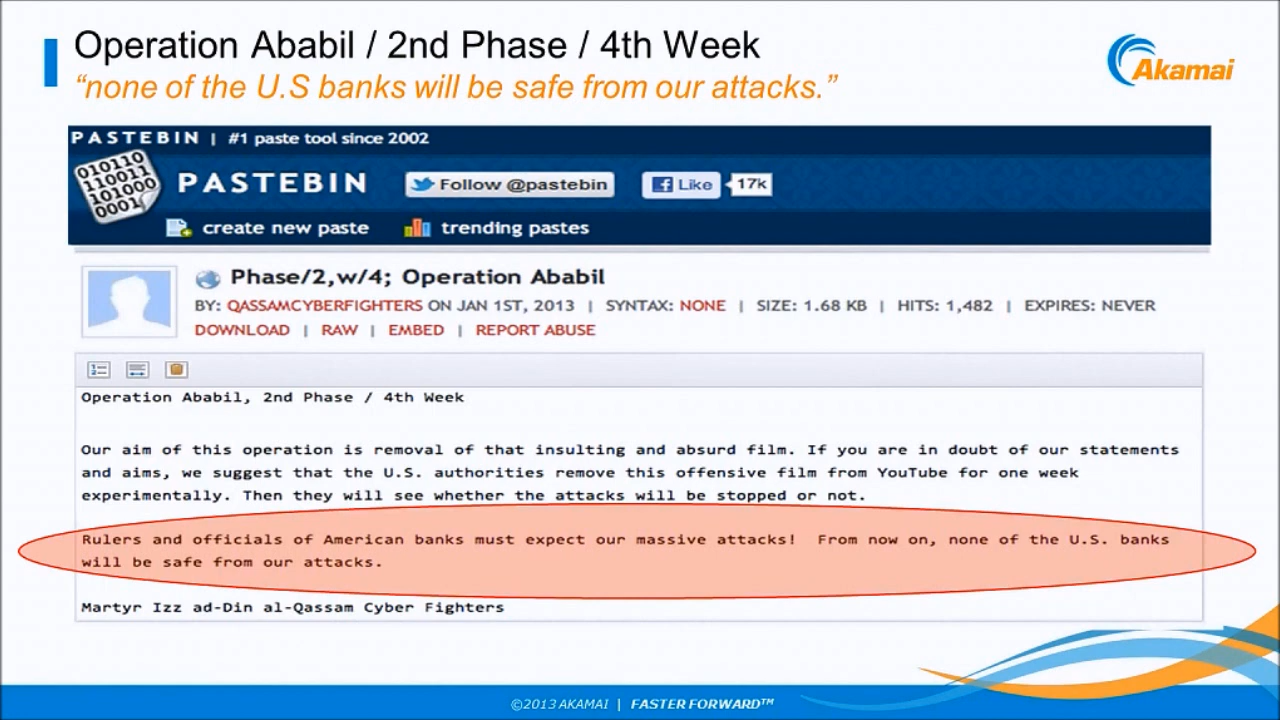 Operation Ababil / 2nd Phase / 4th Week
“none of the U.S banks will be safe from our attacks.”
Akamai
PASTEBIN | #1 paste tool since 2002
010110
110011
101000
0001
PASTEBIN
Follow @pastebin
Like
17k
create new paste
trending pastes
Phase/2,w/4; Operation Ababil
BY: QASSAMCYBERFIGHTERS ON JAN 1ST, 2013 | SYNTAX: NONE | SIZE: 1.68 KB | HITS: 1,482 | EXPIRES: NEVER
DOWNLOAD | RAW | EMBED | REPORT ABUSE
Operation Ababil, 2nd Phase / 4th Week
Our aim of this operation is removal of that insulting and absurd film. If you are in doubt of our statements
and aims, we suggest that the U.S. authorities remove this offensive film from YouTube for one week
experimentally. Then they will see whether the attacks will be stopped or not.
Rulers and officials of American banks must expect our massive attacks! From now on, none of the U.S. banks
will be safe from our attacks.
Martyr Izz ad-Din al-Qassam Cyber Fighters
©2013 AKAMAI | FASTER FORWARD™